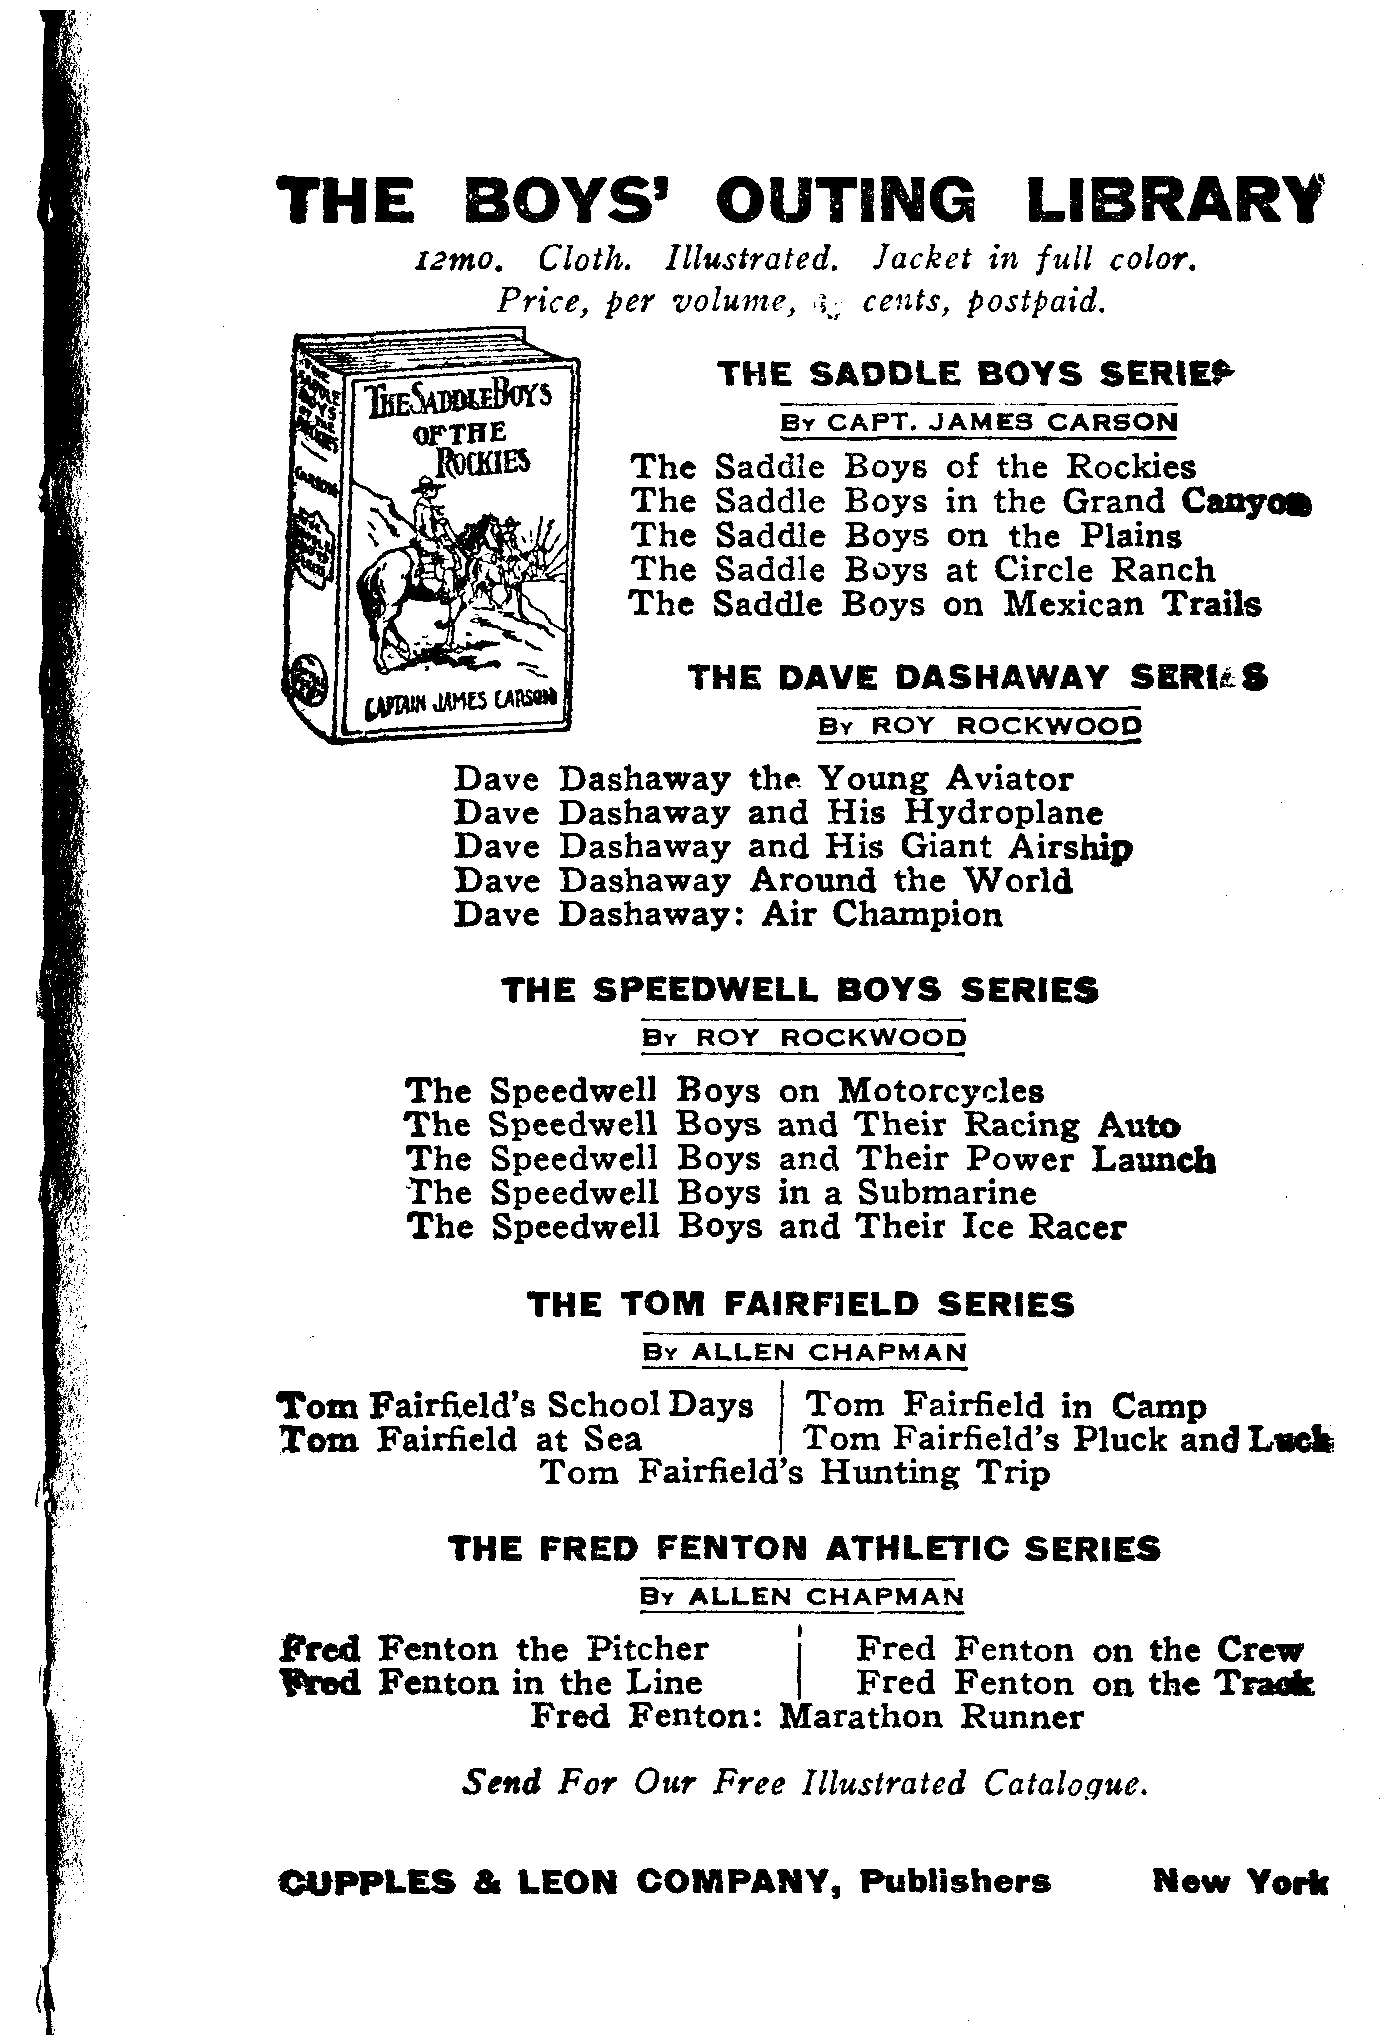 THE BOYS' OUTING LIBRARY
12mo. Cloth. Illustrated. Jacket in full color.
Price, per volume, cents, postpaid.
THE SADDLE BOYS
OF THE
ROCKIES
CAPTAIN JAMES CARSON
CARSON
THE SADDLE BOYS SERIES
BY CAPT. JAMES CARSON
The Saddle Boys of the Rockies
The Saddle Boys in the Grand Canyon
The Saddle Boys on the Plains
The Saddle Boys at Circle Ranch
The Saddle Boys on Mexican Trails
THE DAVE DASHAWAY SERIES
BY ROY ROCKWOOD
Dave Dashaway the Young Aviator
Dave Dashaway and His Hydroplane
Dave Dashaway and His Giant Airship
Dave Dashaway Around the World
Dave Dashaway: Air Champion
THE SPEEDWELL BOYS SERIES
BY ROY ROCKWOOD
The Speedwell Boys on Motorcycles
The Speedwell Boys and Their Racing Auto
The Speedwell Boys and Their Power Launch
The Speedwell Boys in a Submarine
The Speedwell Boys and Their Ice Racer
THE TOM FAIRFIELD SERIES
BY ALLEN CHAPMAN
Tom Fairfield's School Days | Tom Fairfield in Camp
Tom Fairfield at Sea | Tom Fairfield's Pluck and Luck
Tom Fairfield's Hunting Trip
THE FRED FENTON ATHLETIC SERIES
BY ALLEN CHAPMAN
Fred Fenton the Pitcher | Fred Fenton on the Crew
Fred Fenton in the Line | Fred Fenton on the Track
Fred Fenton: Marathon Runner
Send For Our Free Illustrated Catalogue.
CUPPLES & LEON COMPANY, Publishers New York